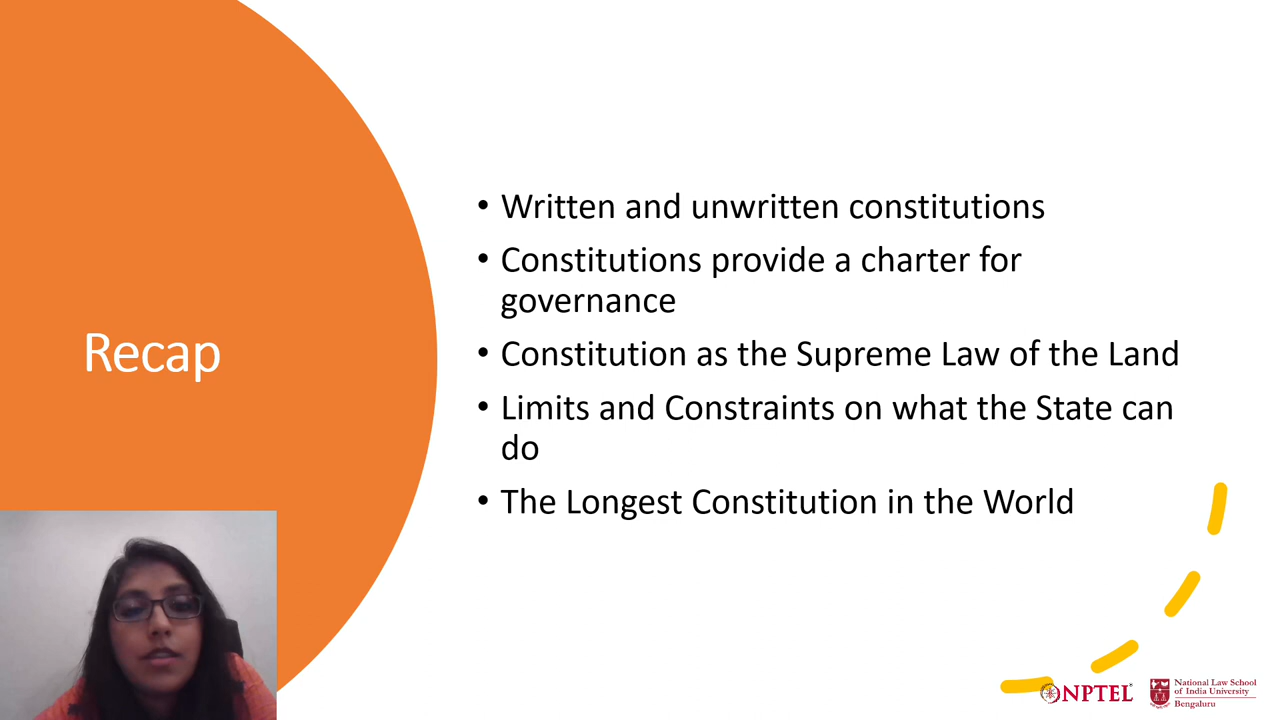 Recap
• Written and unwritten constitutions
• Constitutions provide a charter for
governance
• Constitution as the Supreme Law of the Land
• Limits and Constraints on what the State can
do
• The Longest Constitution in the World
NPTEL
National Law School
of India University
Bengaluru